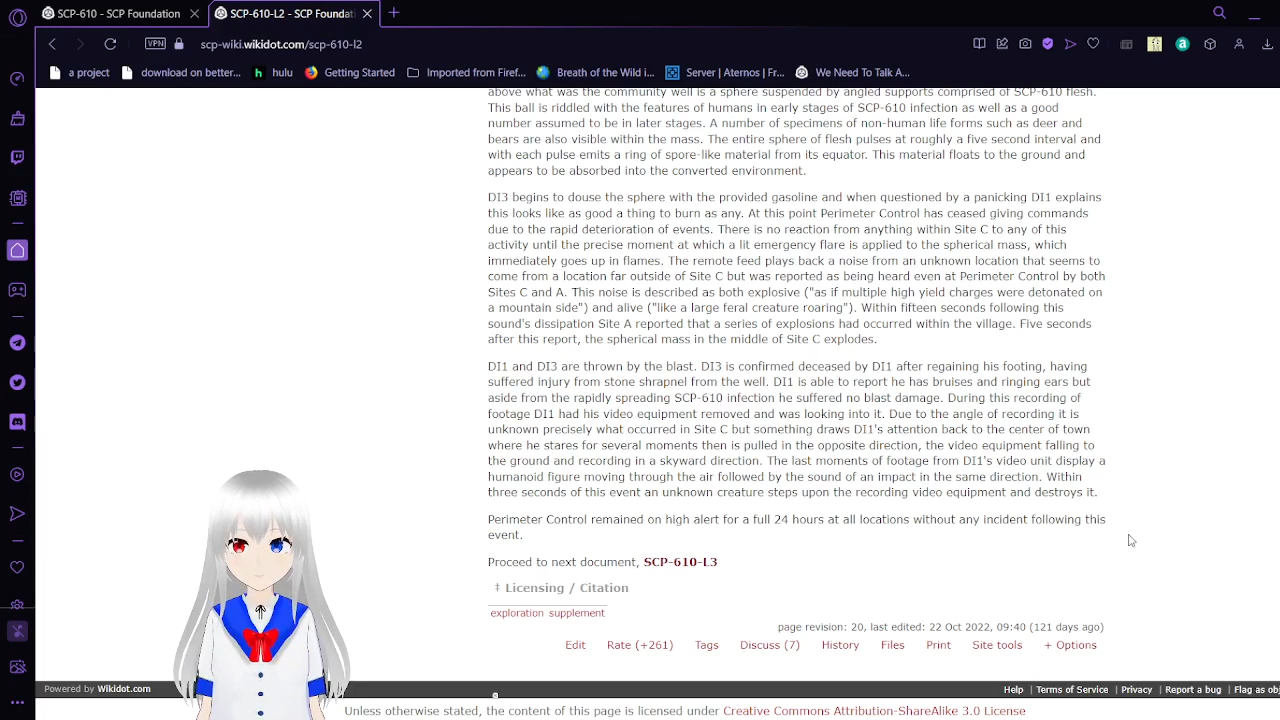 SCP-610 - SCP Foundation
SCP-610-L2 - SCP Foundati
VPN
scp-wiki.wikidot.com/scp-610-l2
a project
download on better...
hulu
Getting Started
Imported from Firef...
Breath of the Wild i...
Server | Aternos | Fr...
We Need To Talk A...
above what was the community well is a sphere suspended by angled supports comprised of SCP-610 flesh.
This ball is riddled with the features of humans in early stages of SCP-610 infection as well as a good
number assumed to be in later stages. A number of specimens of non-human life forms such as deer and
bears are also visible within the mass. The entire sphere of flesh pulses at roughly a five second interval and
with each pulse emits a ring of spore-like material from its equator. This material floats to the ground and
appears to be absorbed into the converted environment.
DI3 begins to douse the sphere with the provided gasoline and when questioned by a panicking DI1 explains
this looks like as good a thing to burn as any. At this point Perimeter Control has ceased giving commands
due to the rapid deterioration of events. There is no reaction from anything within Site C to any of this
activity until the precise moment at which a lit emergency flare is applied to the spherical mass, which
immediately goes up in flames. The remote feed plays back a noise from an unknown location that seems to
come from a location far outside of Site C but was reported as being heard even at Perimeter Control by both
Sites C and A. This noise is described as both explosive ("as if multiple high yield charges were detonated on
a mountain side") and alive ("like a large feral creature roaring"). Within fifteen seconds following this
sound's dissipation Site A reported that a series of explosions had occurred within the village. Five seconds
after this report, the spherical mass in the middle of Site C explodes.
DI1 and DI3 are thrown by the blast. DI3 is confirmed deceased by DI1 after regaining his footing, having
suffered injury from stone shrapnel from the well. DI1 is able to report he has bruises and ringing ears but
aside from the rapidly spreading SCP-610 infection he suffered no blast damage. During this recording of
footage DI1 had his video equipment removed and was looking into it. Due to the angle of recording it is
unknown precisely what occurred in Site C but something draws DI1's attention back to the center of town
where he stares for several moments then is pulled in the opposite direction, the video equipment falling to
the ground and recording in a skyward direction. The last moments of footage from DI1's video unit display a
humanoid figure moving through the air followed by the sound of an impact in the same direction. Within
three seconds of this event an unknown creature steps upon the recording video equipment and destroys it.
Perimeter Control remained on high alert for a full 24 hours at all locations without any incident following this
event.
Proceed to next document, SCP-610-L3
‡ Licensing / Citation
exploration supplement
page revision: 20, last edited: 22 Oct 2022, 09:40 (121 days ago)
Edit Rate (+261) Tags Discuss (7) History Files Print Site tools + Options
Powered by Wikidot.com
Help | Terms of Service | Privacy | Report a bug | Flag as obj
Unless otherwise stated, the content of this page is licensed under Creative Commons Attribution-ShareAlike 3.0 License